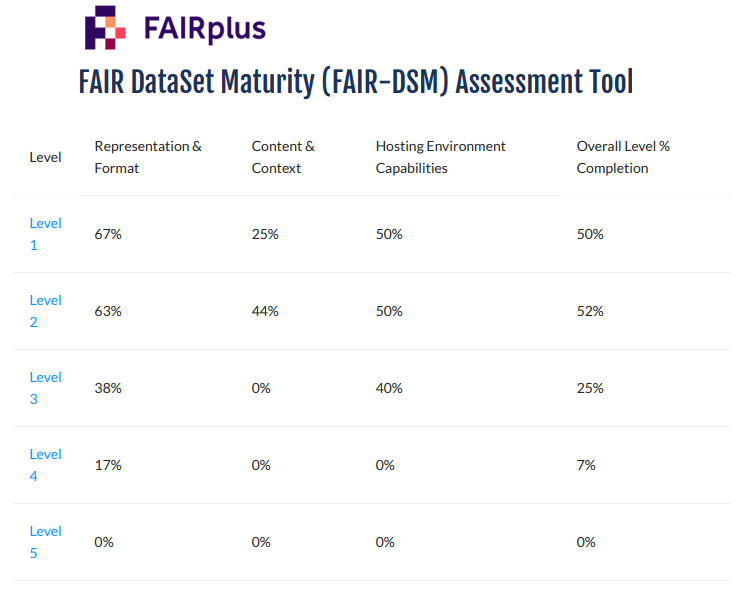 FAIRplus
FAIR DataSet Maturity (FAIR-DSM) Assessment Tool
Level
Representation &
Format
Content &
Context
Hosting Environment
Capabilities
Overall Level %
Completion
Level
1
67%
25%
50%
50%
Level
2
63%
44%
50%
52%
Level
3
38%
0%
40%
25%
Level
4
17%
0%
0%
7%
Level
5
0%
0%
0%
0%